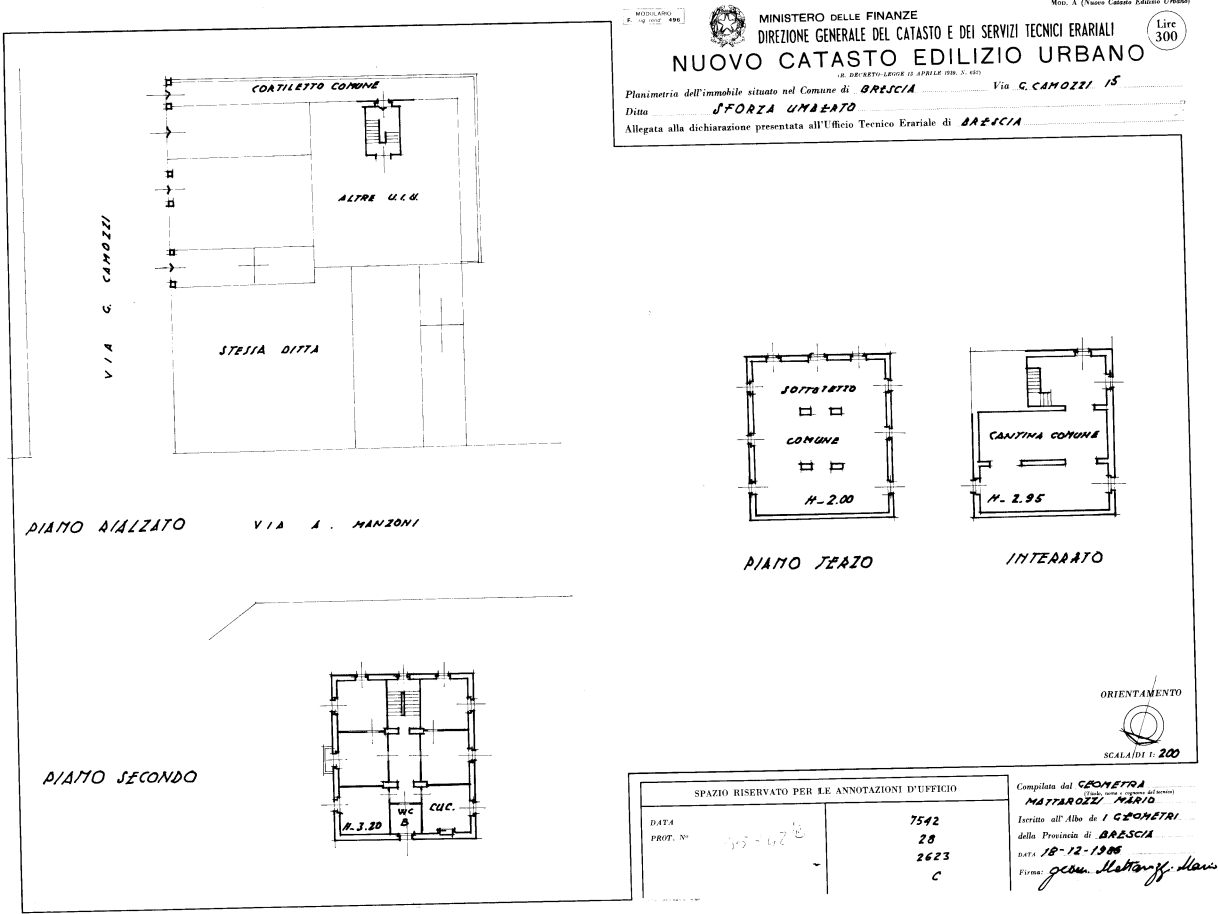 MOD. A (Nuovo Catasto Edilizio Urbano)
MODULARIO
F. ig. rend. 496
Lire
300
MINISTERO DELLE FINANZE
DIREZIONE GENERALE DEL CATASTO E DEI SERVIZI TECNICI ERARIALI
NUOVO CATASTO EDILIZIO URBANO
(R. DECRETO-LEGGE 13 APRILE 1939, N. 652)
Planimetria dell'immobile situato nel Comune di BRESCIA Via G. CAMOZZI 15
Ditta SFORZA UMBERTO
Allegata alla dichiarazione presentata all'Ufficio Tecnico Erariale di BRESCIA
CORTILETTO COMUNE
ALTRE U.I.U.
VIA G. CAMOZZI
STESSA DITTA
PIANO RIALZATO
VIA A. MANZONI
SOTTOTETTO
COMUNE
H-2.00
PIANO TERZO
CANTINA COMUNE
H-2.95
INTERRATO
PIANO SECONDO
H-3.20
WC
B
CUC.
ORIENTAMENTO
SCALA DI 1: 200
SPAZIO RISERVATO PER LE ANNOTAZIONI D'UFFICIO
DATA
PROT. N°
7542
28
2623
C
Compilata dal GEOMETRA
(Titolo, nome e cognome del tecnico)
MATTAROZZI MARIO
Iscritto all'Albo de I GEOMETRI
della Provincia di BRESCIA
DATA 18-12-1986
Firma: geom. Mattarozzi Mario